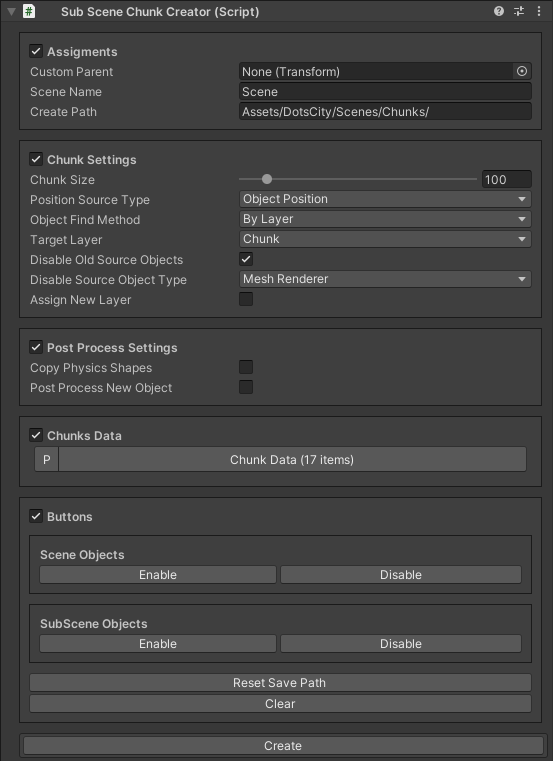 # Sub Scene Chunk Creator (Script)
Assigments
Custom Parent None (Transform)
Scene Name Scene
Create Path Assets/DotsCity/Scenes/Chunks/
Chunk Settings
Chunk Size 100
Position Source Type Object Position
Object Find Method By Layer
Target Layer Chunk
Disable Old Source Objects
Disable Source Object Type Mesh Renderer
Assign New Layer
Post Process Settings
Copy Physics Shapes
Post Process New Object
Chunks Data
P Chunk Data (17 items)
Buttons
Scene Objects
Enable Disable
SubScene Objects
Enable Disable
Reset Save Path
Clear
Create